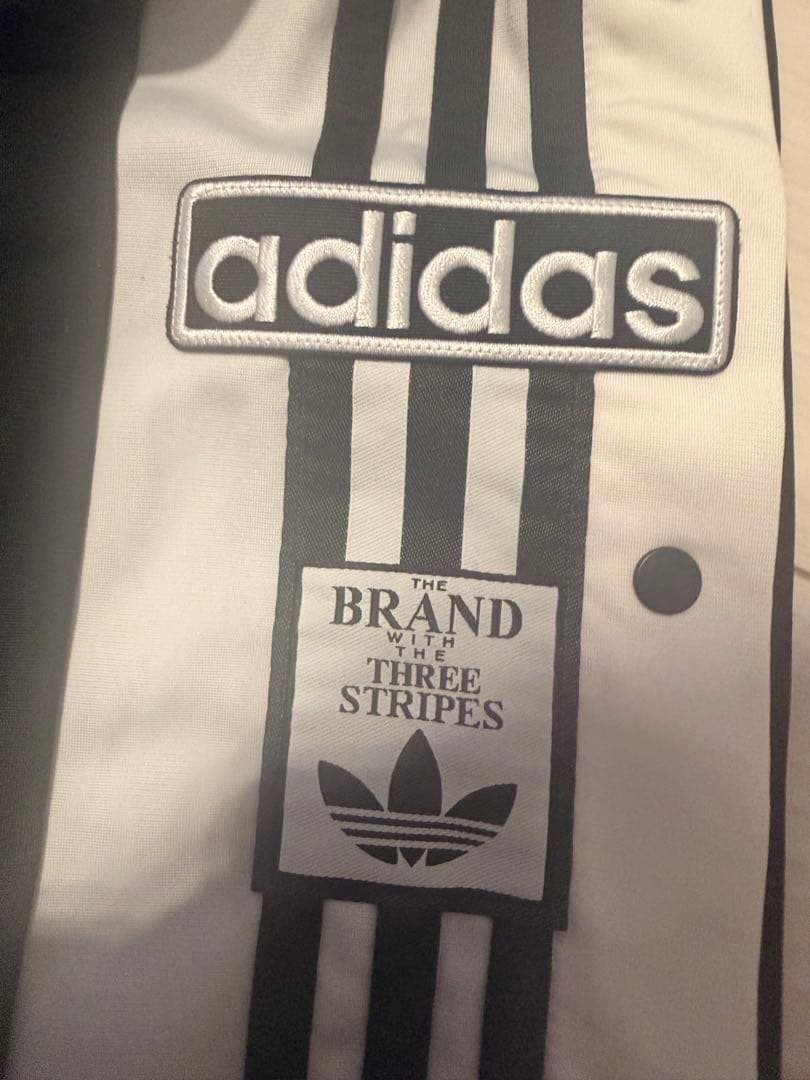 adidas
THE
BRAND
WITH
THE
THREE
STRIPES